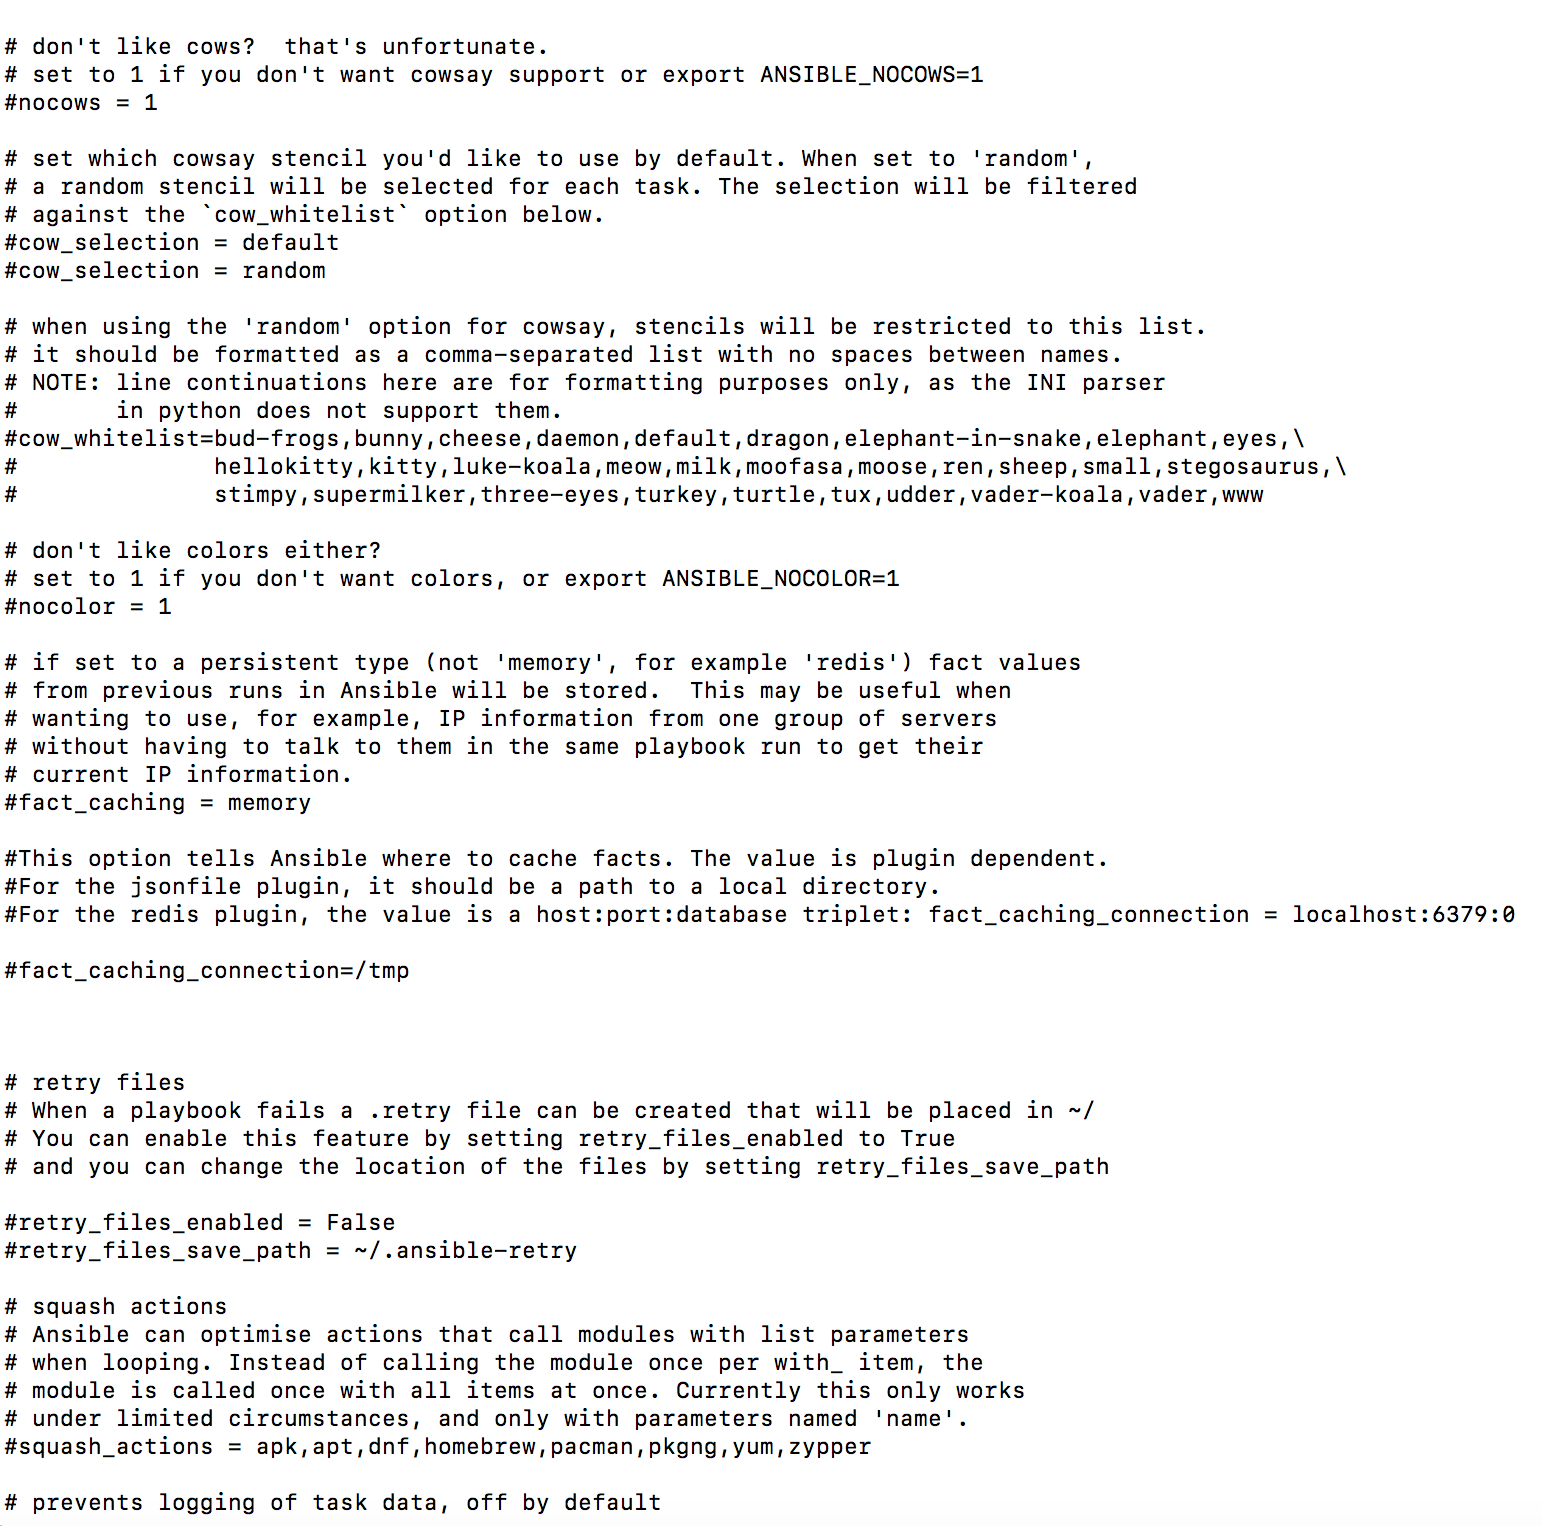 # don't like cows?  that's unfortunate.
# set to 1 if you don't want cowsay support or export ANSIBLE_NOCOWS=1
#nocows = 1

# set which cowsay stencil you'd like to use by default. When set to 'random',
# a random stencil will be selected for each task. The selection will be filtered
# against the `cow_whitelist` option below.
#cow_selection = default
#cow_selection = random

# when using the 'random' option for cowsay, stencils will be restricted to this list.
# it should be formatted as a comma-separated list with no spaces between names.
# NOTE: line continuations here are for formatting purposes only, as the INI parser
#       in python does not support them.
#cow_whitelist=bud-frogs,bunny,cheese,daemon,default,dragon,elephant-in-snake,elephant,eyes,\
#              hellokitty,kitty,luke-koala,meow,milk,moofasa,moose,ren,sheep,small,stegosaurus,\
#              stimpy,supermilker,three-eyes,turkey,turtle,tux,udder,vader-koala,vader,www

# don't like colors either?
# set to 1 if you don't want colors, or export ANSIBLE_NOCOLOR=1
#nocolor = 1

# if set to a persistent type (not 'memory', for example 'redis') fact values
# from previous runs in Ansible will be stored.  This may be useful when
# wanting to use, for example, IP information from one group of servers
# without having to talk to them in the same playbook run to get their
# current IP information.
#fact_caching = memory

#This option tells Ansible where to cache facts. The value is plugin dependent.
#For the jsonfile plugin, it should be a path to a local directory.
#For the redis plugin, the value is a host:port:database triplet: fact_caching_connection = localhost:6379:0

#fact_caching_connection=/tmp

# retry files
# When a playbook fails a .retry file can be created that will be placed in ~/
# You can enable this feature by setting retry_files_enabled to True
# and you can change the location of the files by setting retry_files_save_path

#retry_files_enabled = False
#retry_files_save_path = ~/.ansible-retry

# squash actions
# Ansible can optimise actions that call modules with list parameters
# when looping. Instead of calling the module once per with_ item, the
# module is called once with all items at once. Currently this only works
# under limited circumstances, and only with parameters named 'name'.
#squash_actions = apk,apt,dnf,homebrew,pacman,pkgng,yum,zypper

# prevents logging of task data, off by default